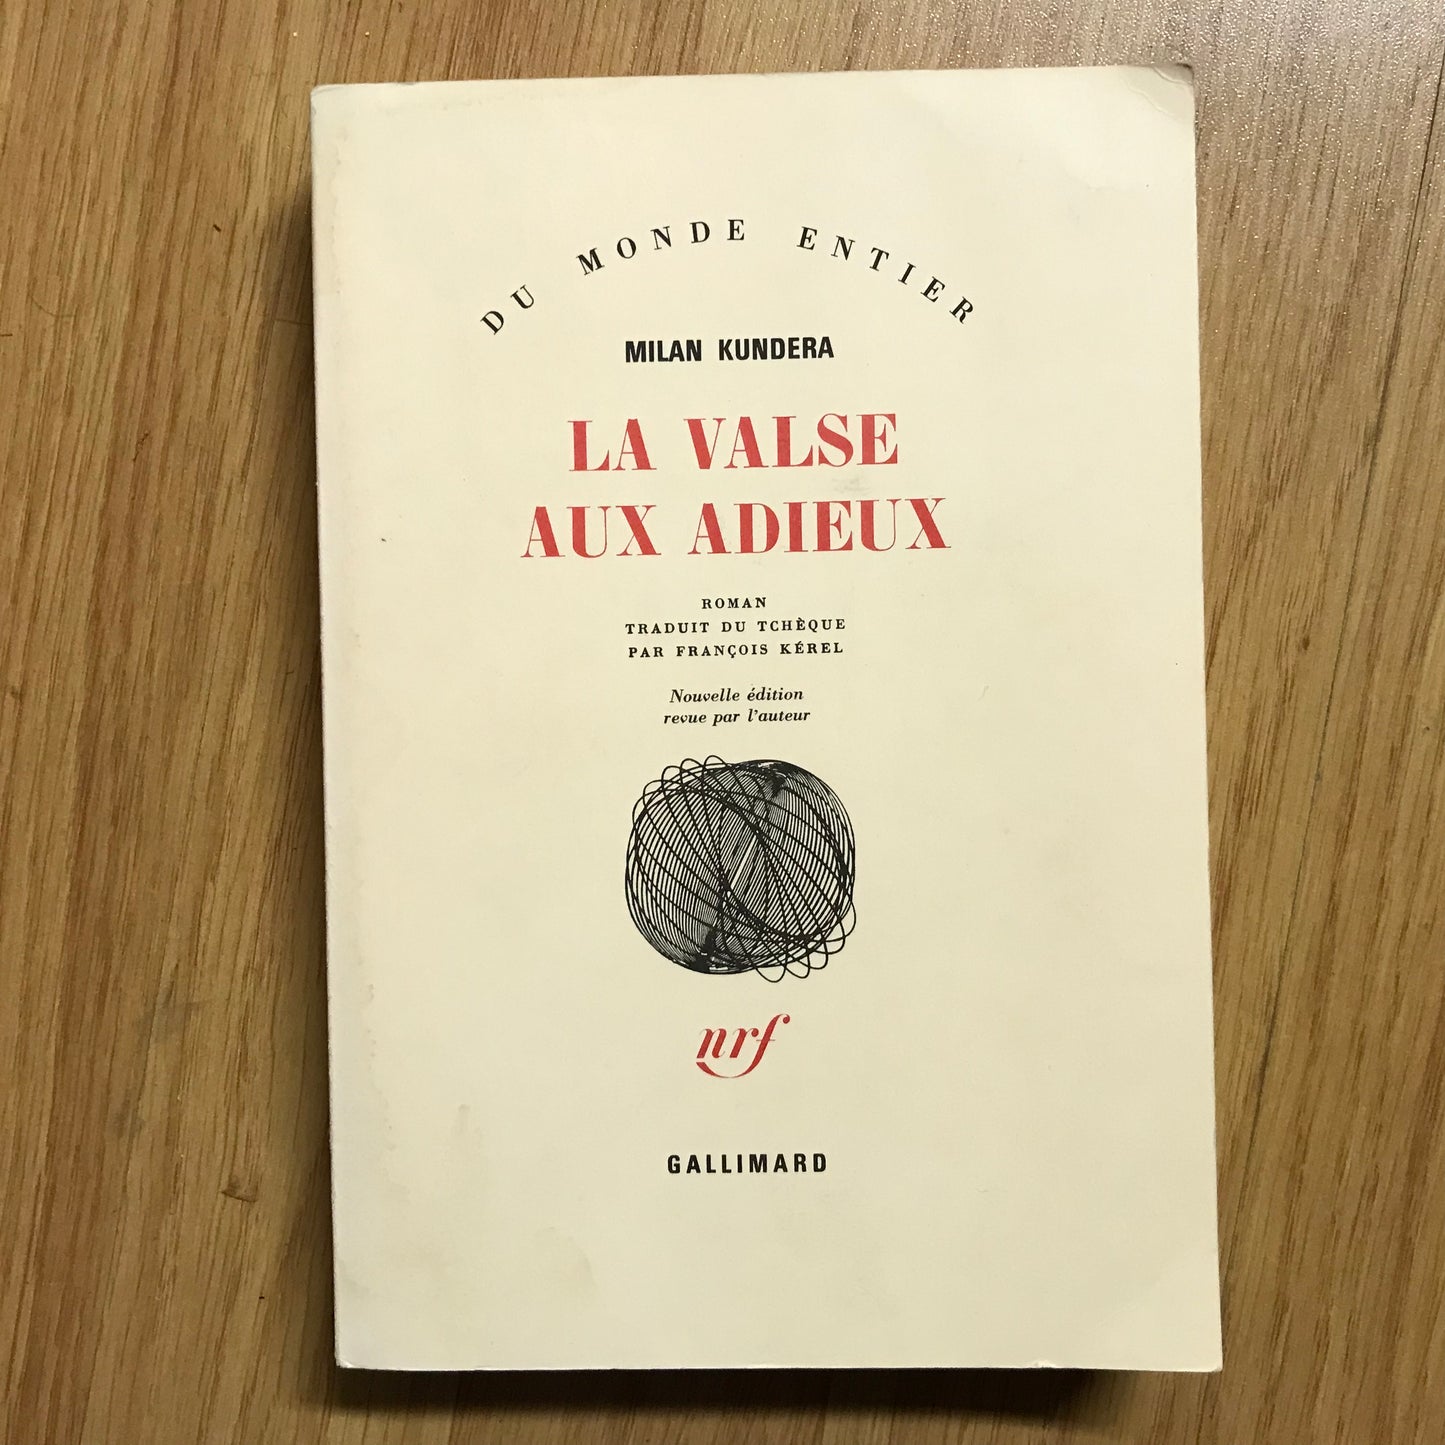 DU MONDE ENTIER
MILAN KUNDERA
LA VALSE
AUX ADIEUX
ROMAN
TRADUIT DU TCHÈQUE
PAR FRANÇOIS KÉREL
Nouvelle édition
revue par l'auteur
nrf
GALLIMARD